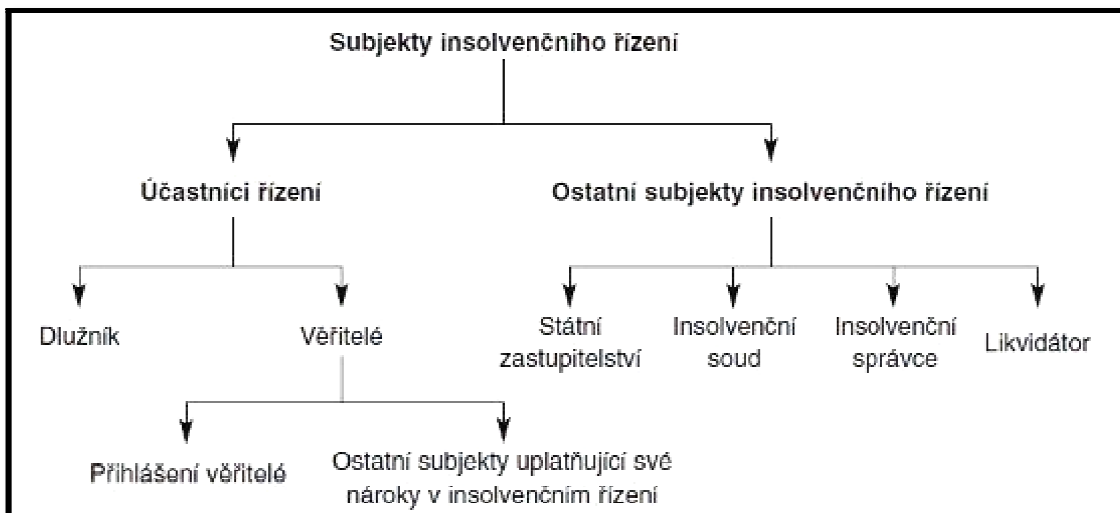 Subjekty insolvenčního řízení
Účastníci řízení
Ostatní subjekty insolvenčního řízení
Dlužník
Věřitelé
Státní
zastupitelství
Insolvenční
soud
Insolvenční
správce
Likvidátor
Přihlášení věřitelé
Ostatní subjekty uplatňující své
nároky v insolvenčním řízení